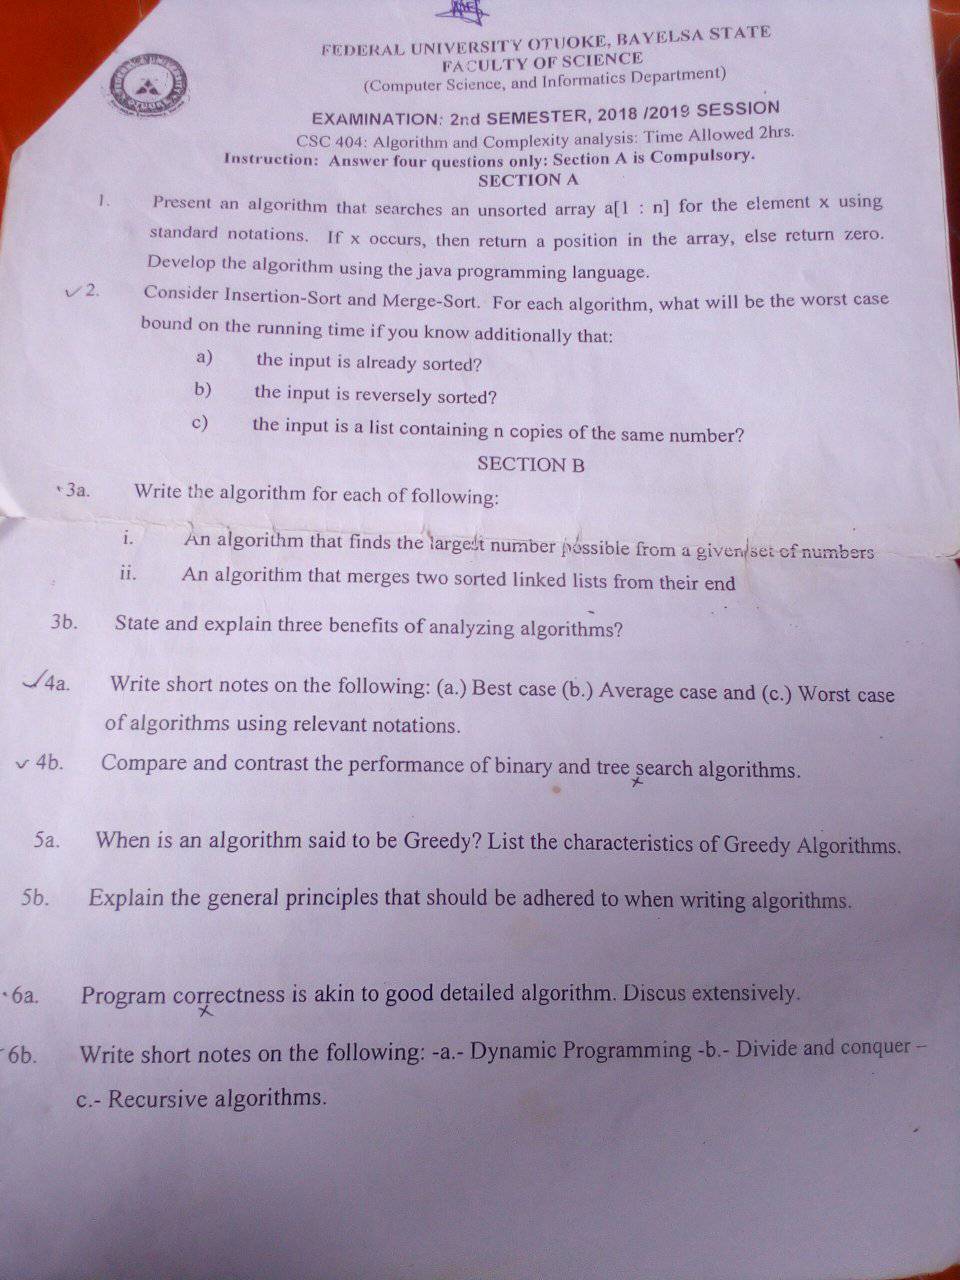 FEDERAL UNIVERSITY OTUOKE, BAYELSA STATE
FACULTY OF SCIENCE
(Computer Science, and Informatics Department)
EXAMINATION: 2nd SEMESTER, 2018 /2019 SESSION
CSC 404: Algorithm and Complexity analysis: Time Allowed 2hrs.
Instruction: Answer four questions only: Section A is Compulsory.
SECTION A
1. Present an algorithm that searches an unsorted array a[1 : n] for the element x using
standard notations. If x occurs, then return a position in the array, else return zero.
Develop the algorithm using the java programming language.
2. Consider Insertion-Sort and Merge-Sort. For each algorithm, what will be the worst case
bound on the running time if you know additionally that:
a) the input is already sorted?
b) the input is reversely sorted?
c) the input is a list containing n copies of the same number?
SECTION B
3a. Write the algorithm for each of following:
i. An algorithm that finds the largest number possible from a given set of numbers
ii. An algorithm that merges two sorted linked lists from their end
3b. State and explain three benefits of analyzing algorithms?
4a. Write short notes on the following: (a.) Best case (b.) Average case and (c.) Worst case
of algorithms using relevant notations.
4b. Compare and contrast the performance of binary and tree search algorithms.
5a. When is an algorithm said to be Greedy? List the characteristics of Greedy Algorithms.
5b. Explain the general principles that should be adhered to when writing algorithms.
6a. Program correctness is akin to good detailed algorithm. Discus extensively.
6b. Write short notes on the following: -a.- Dynamic Programming -b.- Divide and conquer –
c.- Recursive algorithms.